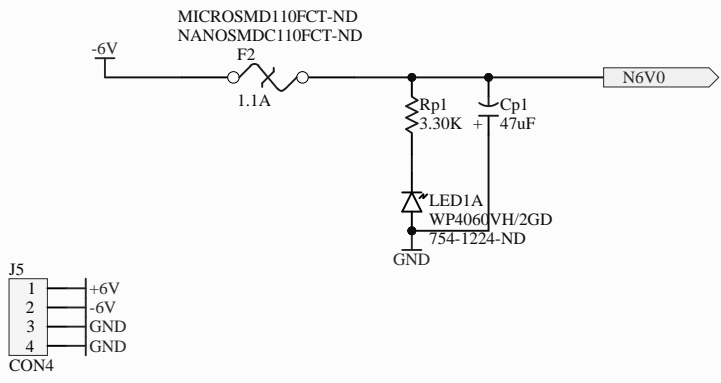 MICROSMD110FCT-ND
NANOSMDC110FCT-ND
F2
-6V
1.1A
N6V0
Rp1
3.30K
Cp1
+ 47uF
LED1A
WP4060VH/2GD
754-1224-ND
GND
J5
1 +6V
2 -6V
3 GND
4 GND
CON4